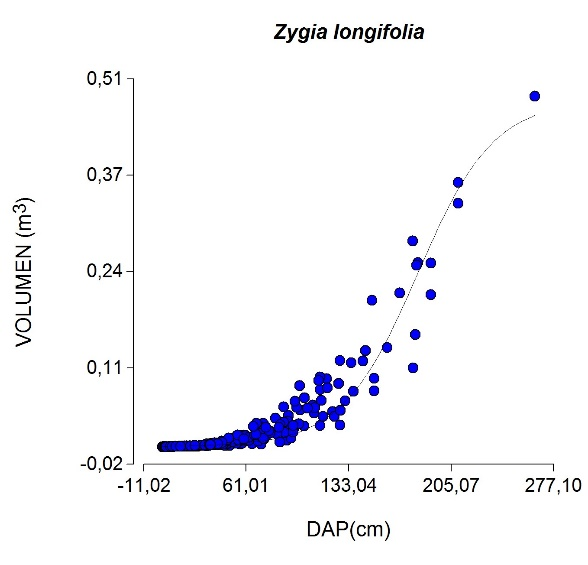 Zygia longifolia
0,51
0,37
0,24
0,11
-0,02
VOLUMEN (m³)
-11,02 61,01 133,04 205,07 277,10
DAP(cm)